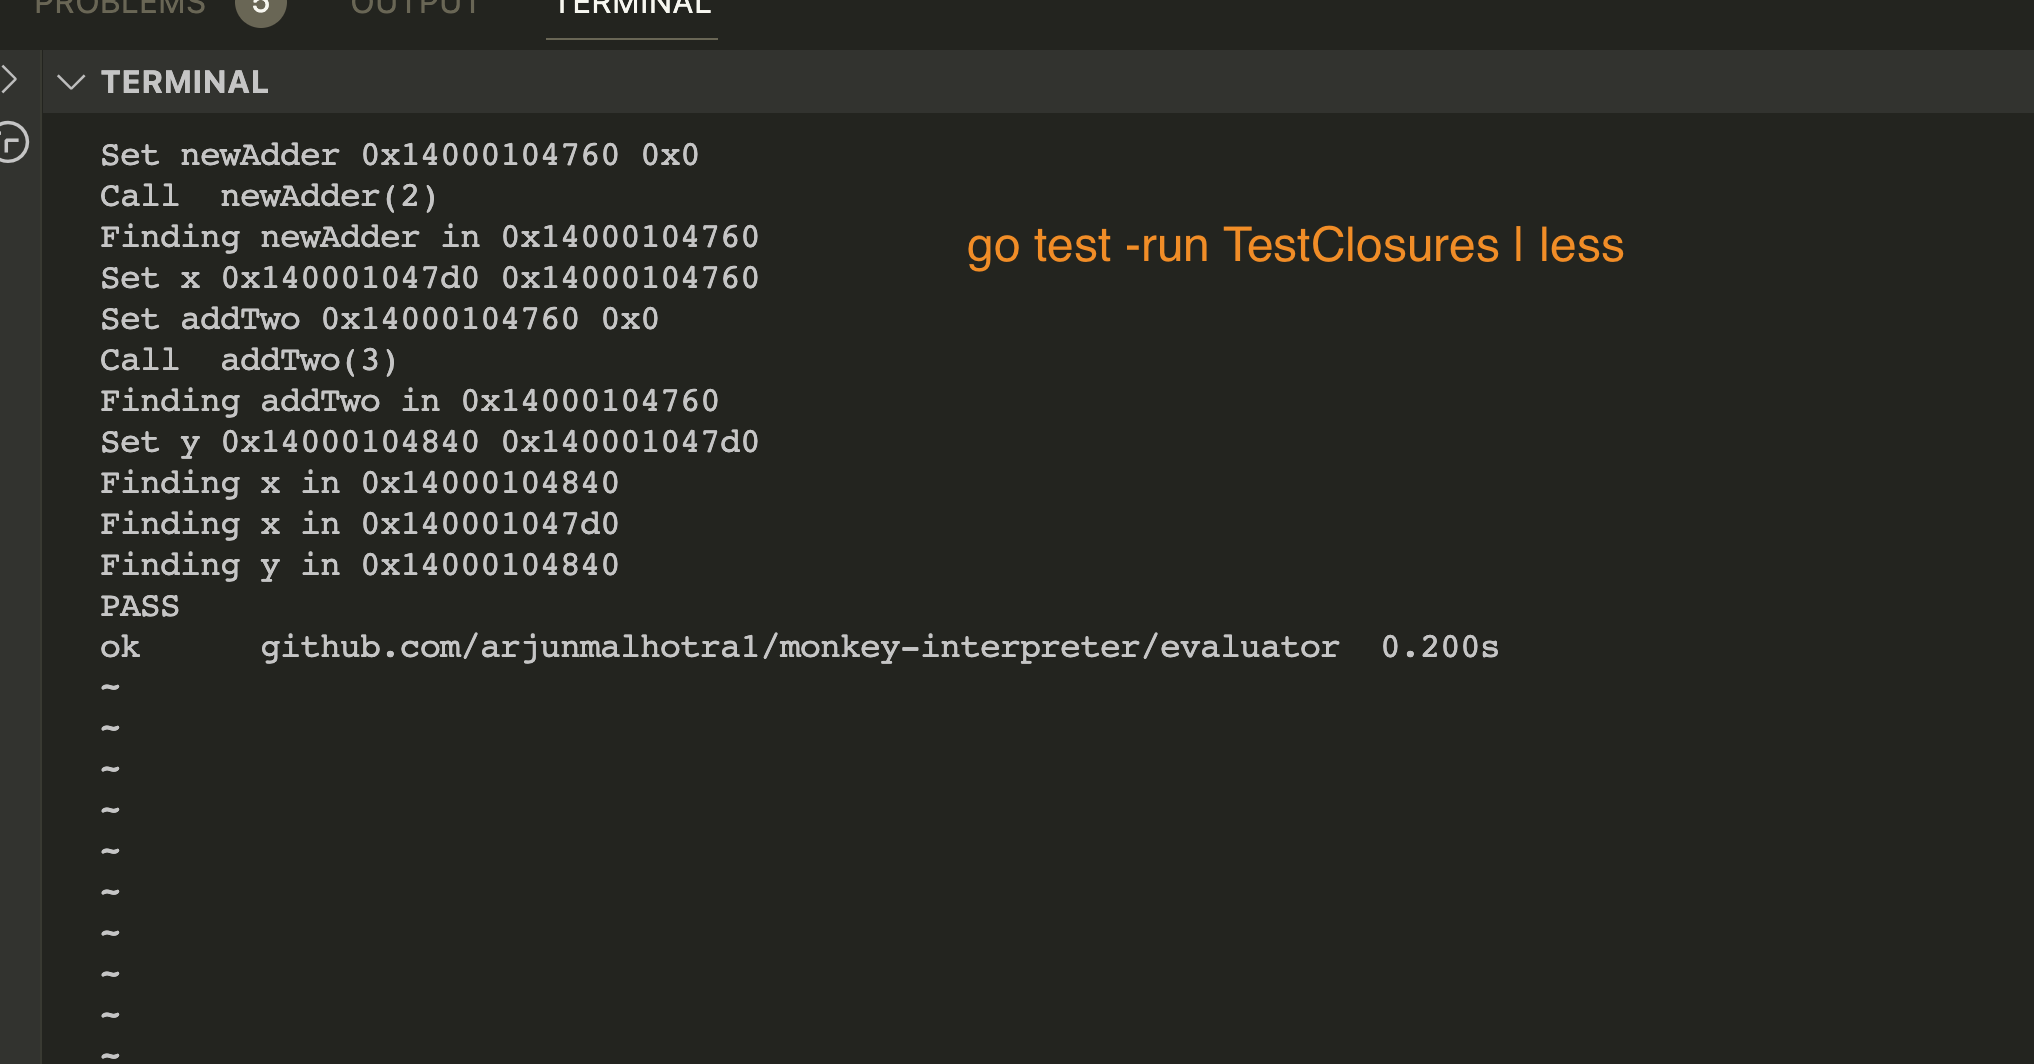 PROBLEMS 5 OUTPUT TERMINAL
TERMINAL
Set newAdder 0x14000104760 0x0
Call  newAdder(2)
Finding newAdder in 0x14000104760
go test -run TestClosures | less
Set x 0x140001047d0 0x14000104760
Set addTwo 0x14000104760 0x0
Call  addTwo(3)
Finding addTwo in 0x14000104760
Set y 0x14000104840 0x140001047d0
Finding x in 0x14000104840
Finding x in 0x140001047d0
Finding y in 0x14000104840
PASS
ok      github.com/arjunmalhotra1/monkey-interpreter/evaluator  0.200s
~
~
~
~
~
~
~
~
~
~